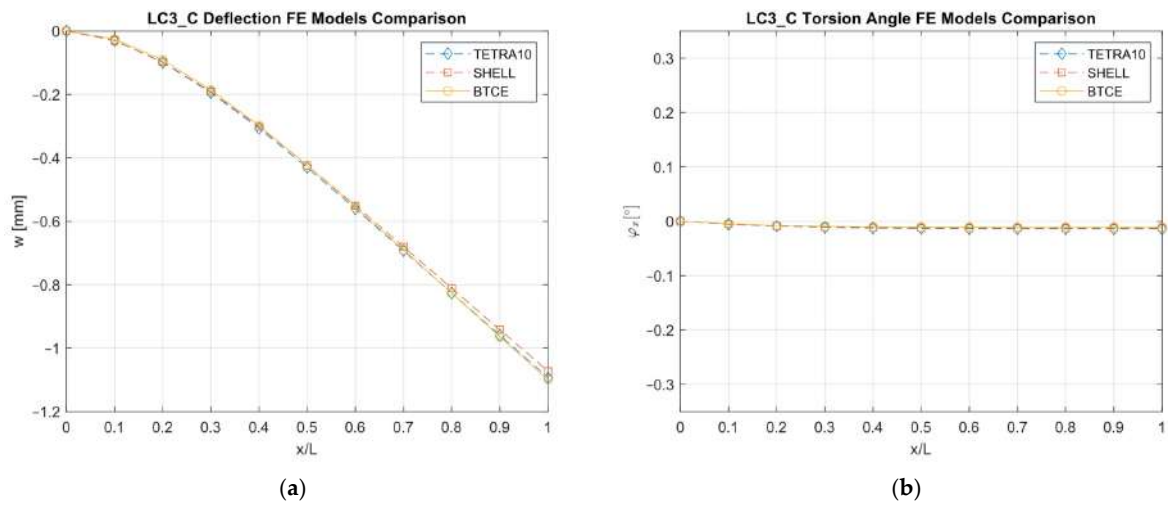 LC3_C Deflection FE Models Comparison
TETRA10
SHELL
BTCE
0
−0.2
−0.4
−0.6
−0.8
−1
−1.2
w [mm]
0 0.1 0.2 0.3 0.4 0.5 0.6 0.7 0.8 0.9 1
x/L
(a)
LC3_C Torsion Angle FE Models Comparison
TETRA10
SHELL
BTCE
0.3
0.2
0.1
0
−0.1
−0.2
−0.3
φₓ[°]
0 0.1 0.2 0.3 0.4 0.5 0.6 0.7 0.8 0.9 1
x/L
(b)